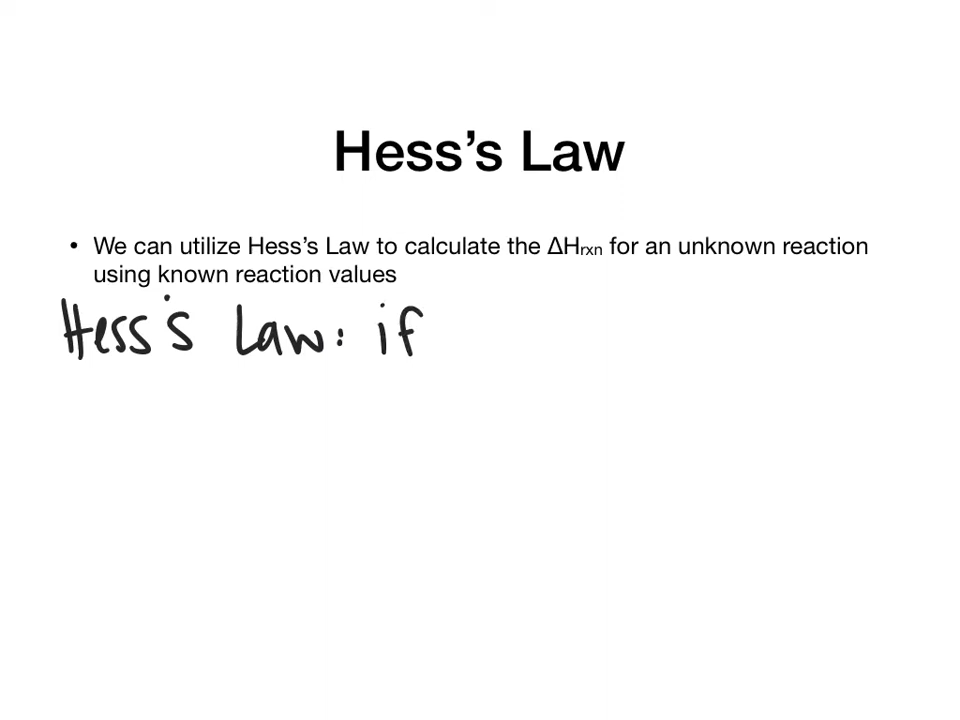 Hess’s Law
• We can utilize Hess’s Law to calculate the ΔHrxn for an unknown reaction
using known reaction values
Hess's Law: if